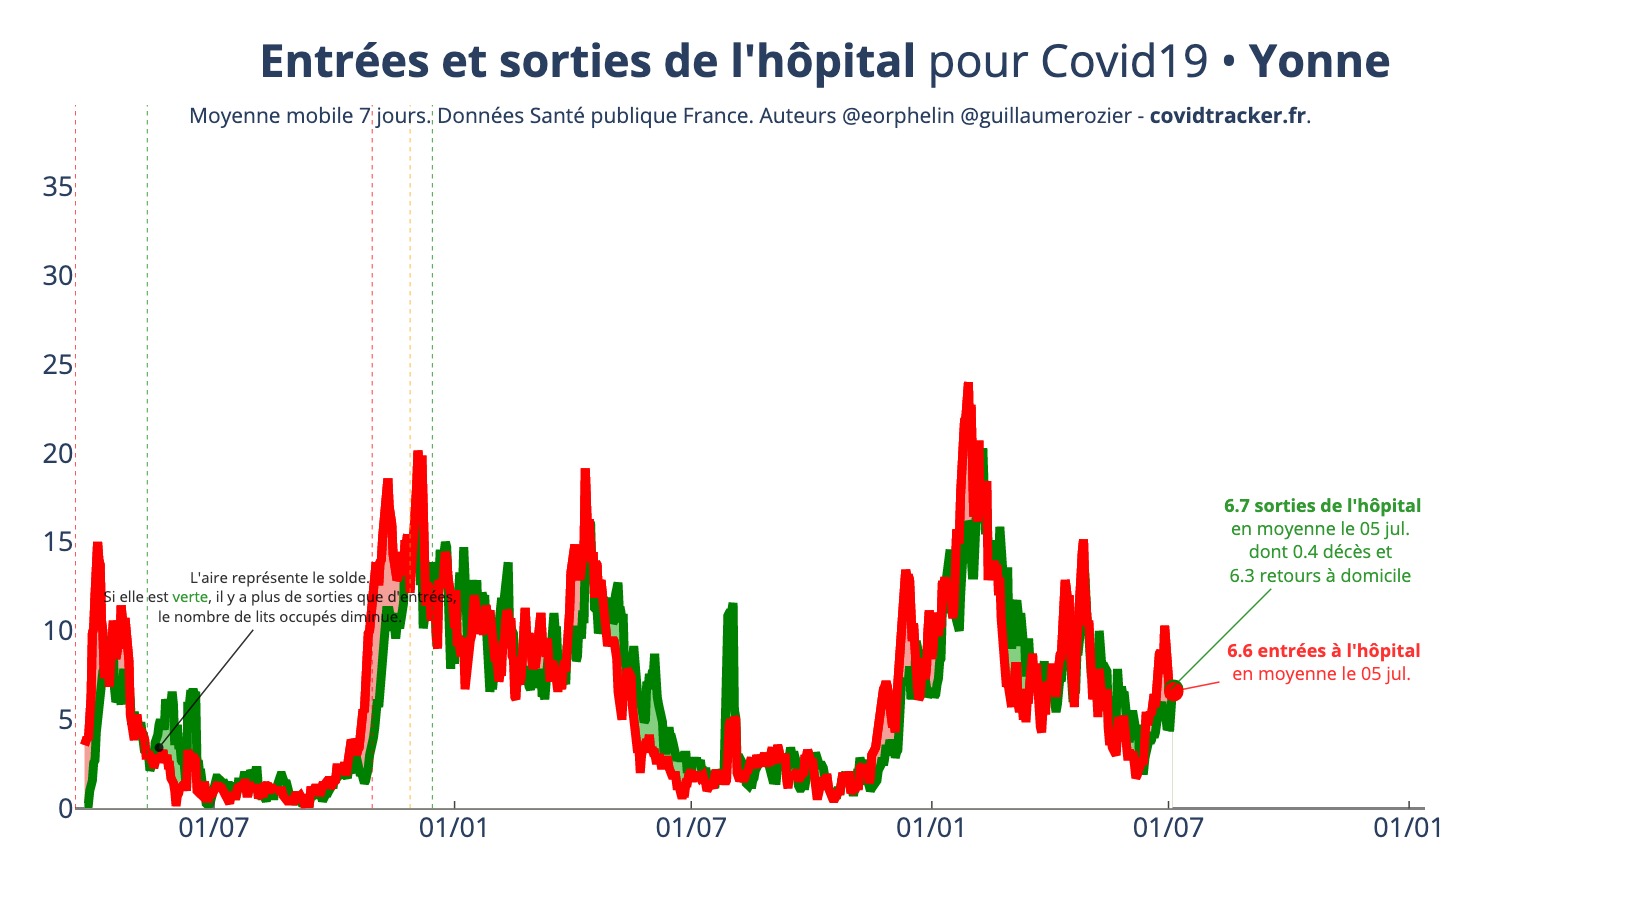 Entrées et sorties de l'hôpital pour Covid19 • Yonne
Moyenne mobile 7 jours. Données Santé publique France. Auteurs @eorphelin @guillaumerozier - covidtracker.fr.
35
30
25
20
15
10
5
0
L'aire représente le solde.
Si elle est verte, il y a plus de sorties que d'entrées,
le nombre de lits occupés diminue.
6.7 sorties de l'hôpital
en moyenne le 05 jul.
dont 0.4 décès et
6.3 retours à domicile
6.6 entrées à l'hôpital
en moyenne le 05 jul.
01/07
01/01
01/07
01/01
01/07
01/01